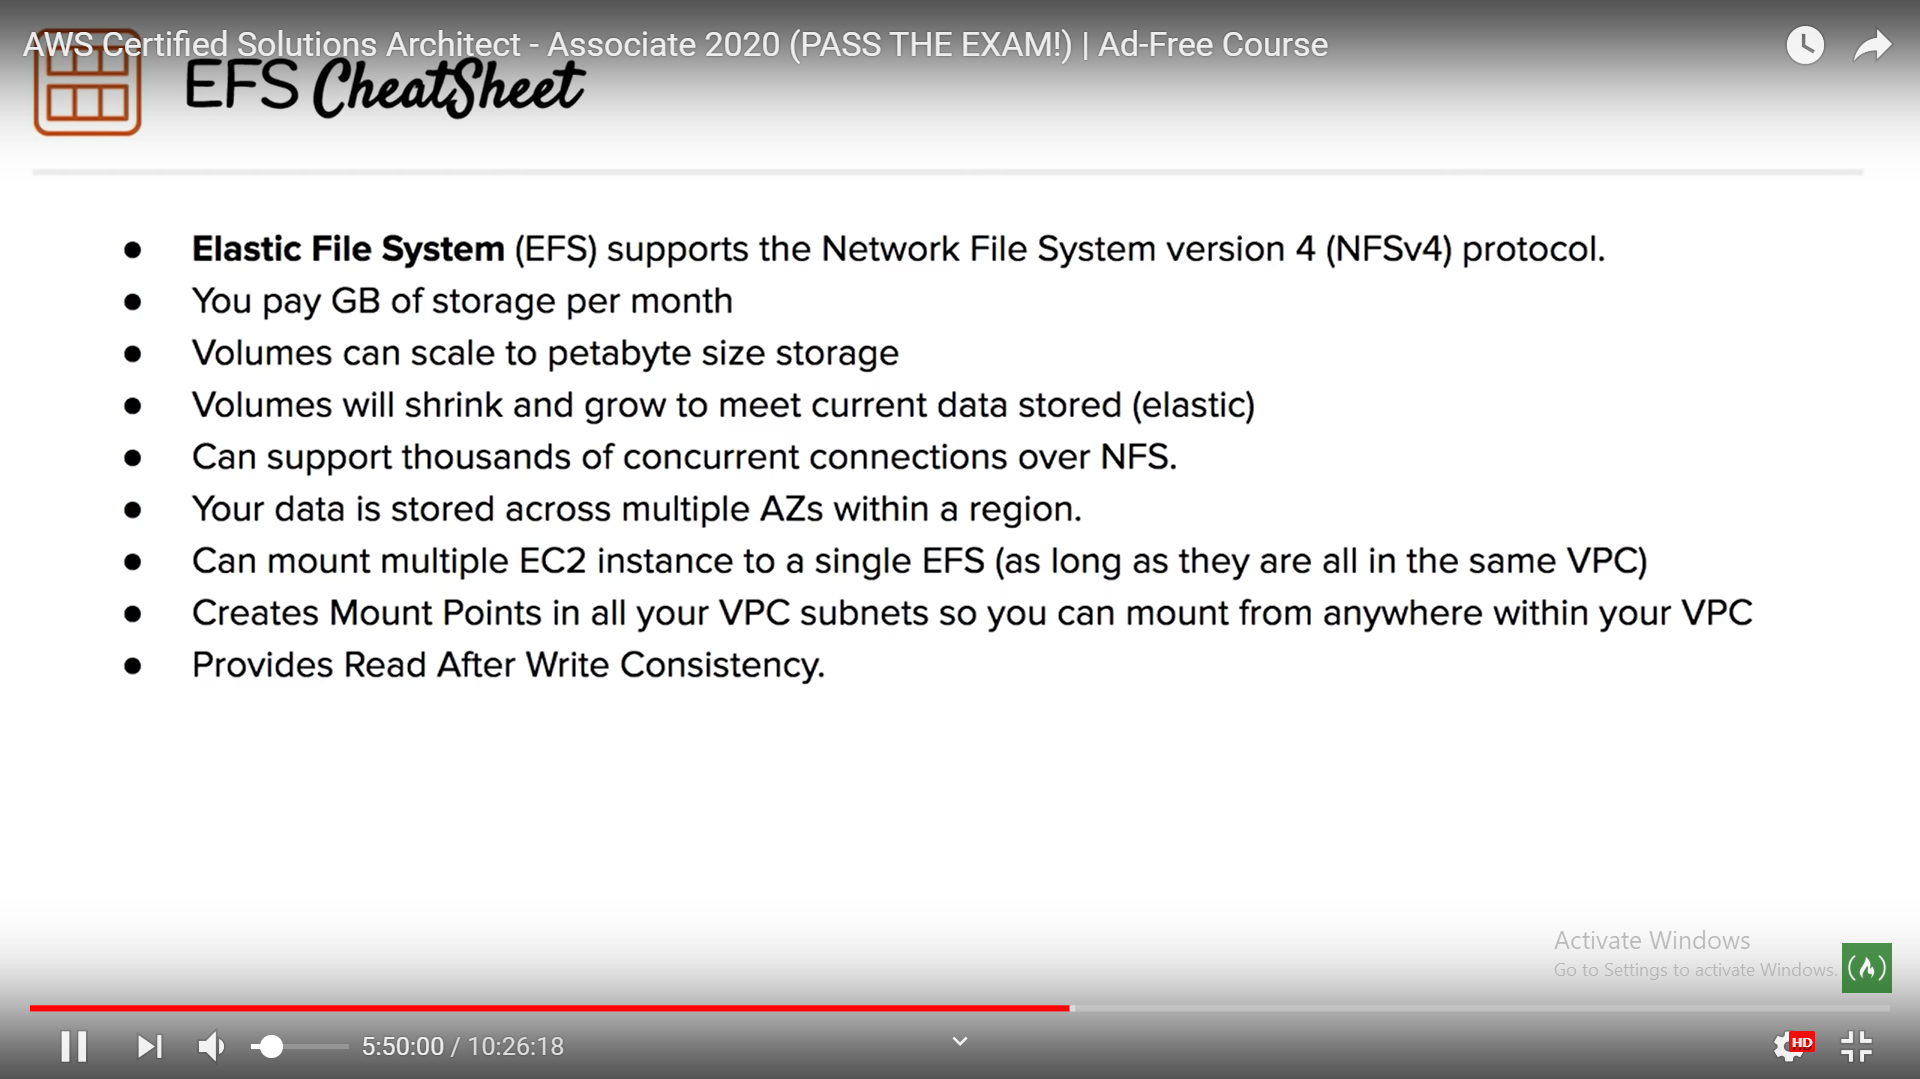 AWS Certified Solutions Architect - Associate 2020 (PASS THE EXAM!) | Ad-Free Course
EFS CheatSheet
● Elastic File System (EFS) supports the Network File System version 4 (NFSv4) protocol.
● You pay GB of storage per month
● Volumes can scale to petabyte size storage
● Volumes will shrink and grow to meet current data stored (elastic)
● Can support thousands of concurrent connections over NFS.
● Your data is stored across multiple AZs within a region.
● Can mount multiple EC2 instance to a single EFS (as long as they are all in the same VPC)
● Creates Mount Points in all your VPC subnets so you can mount from anywhere within your VPC
● Provides Read After Write Consistency.
Activate Windows
Go to Settings to activate Windows.
5:50:00 / 10:26:18
HD